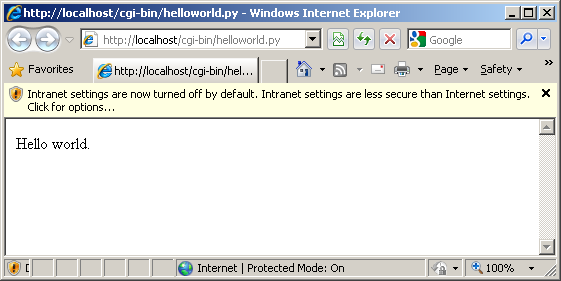 http://localhost/cgi-bin/helloworld.py - Windows Internet Explorer
http://localhost/cgi-bin/helloworld.py
Google
Favorites
http://localhost/cgi-bin/hel...
Page
Safety
Intranet settings are now turned off by default. Intranet settings are less secure than Internet settings.
Click for options...
Hello world.
Internet | Protected Mode: On
100%